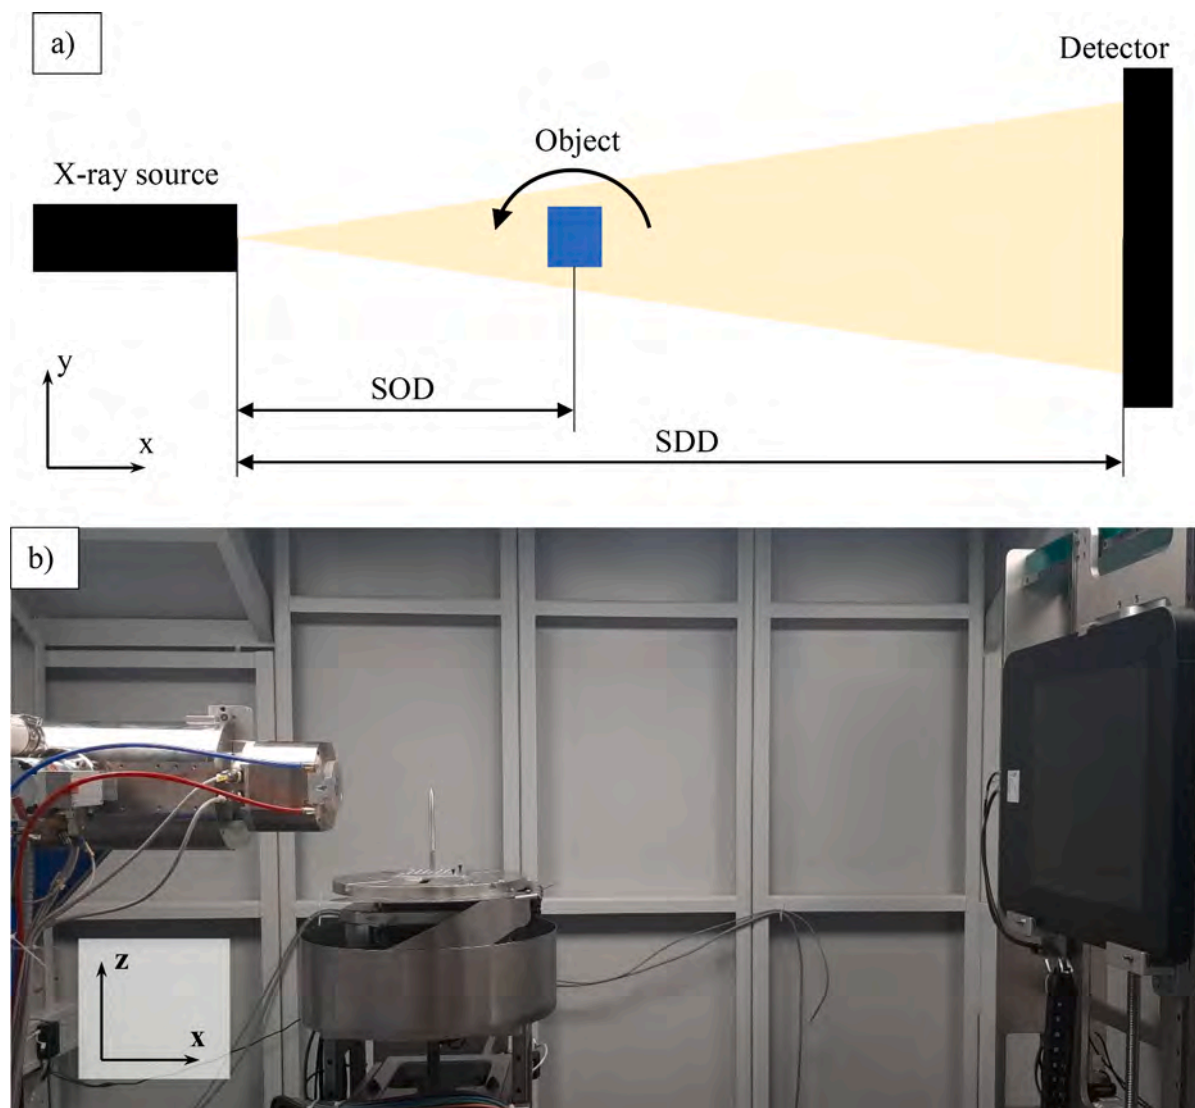 a)
Detector
Object
X-ray source
y
SOD
x
SDD
b)
z
x